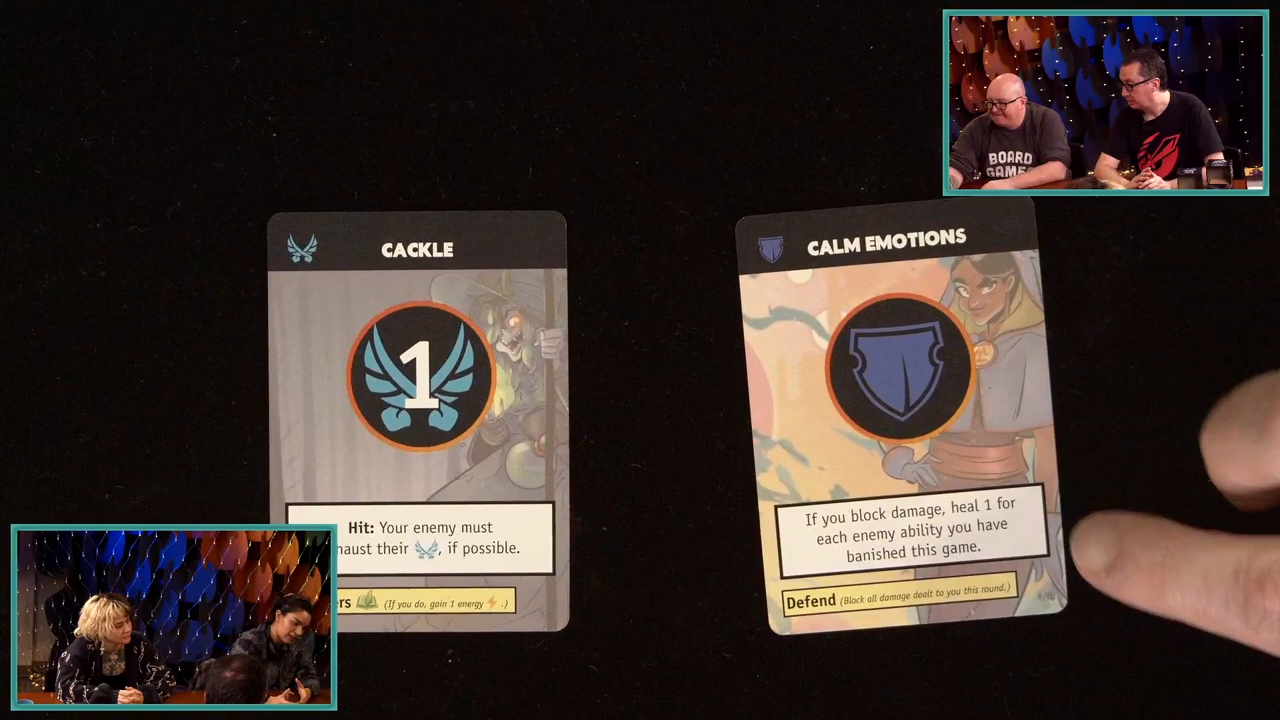 BOARD
GAMES
CACKLE
1
Hit: Your enemy must
haust their , if possible.
ers (If you do, gain 1 energy .)
CALM EMOTIONS
If you block damage, heal 1 for
each enemy ability you have
banished this game.
Defend (Block all damage dealt to you this round.)